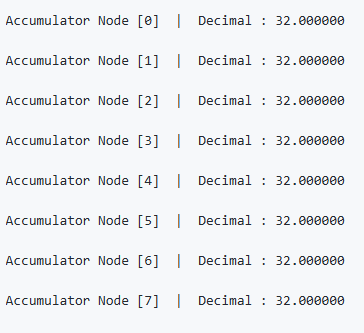 Accumulator Node [0]  |  Decimal : 32.000000
Accumulator Node [1]  |  Decimal : 32.000000
Accumulator Node [2]  |  Decimal : 32.000000
Accumulator Node [3]  |  Decimal : 32.000000
Accumulator Node [4]  |  Decimal : 32.000000
Accumulator Node [5]  |  Decimal : 32.000000
Accumulator Node [6]  |  Decimal : 32.000000
Accumulator Node [7]  |  Decimal : 32.000000